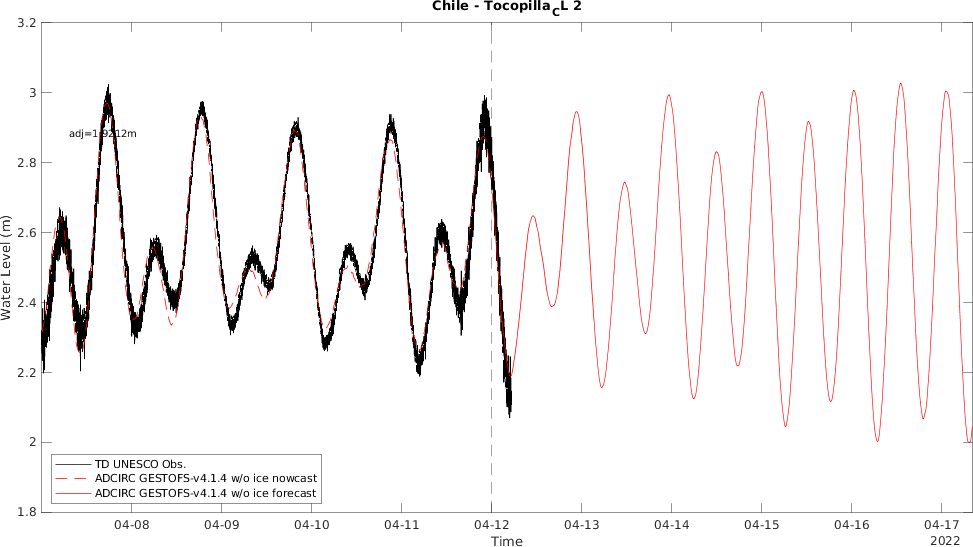 Chile - Tocopilla_CL 2
3.2
3
2.8
2.6
2.4
2.2
2
1.8
Water Level (m)
adj=1.9212m
TD UNESCO Obs.
ADCIRC GESTOFS-v4.1.4 w/o ice nowcast
ADCIRC GESTOFS-v4.1.4 w/o ice forecast
04-08 04-09 04-10 04-11 04-12 04-13 04-14 04-15 04-16 04-17
Time
2022